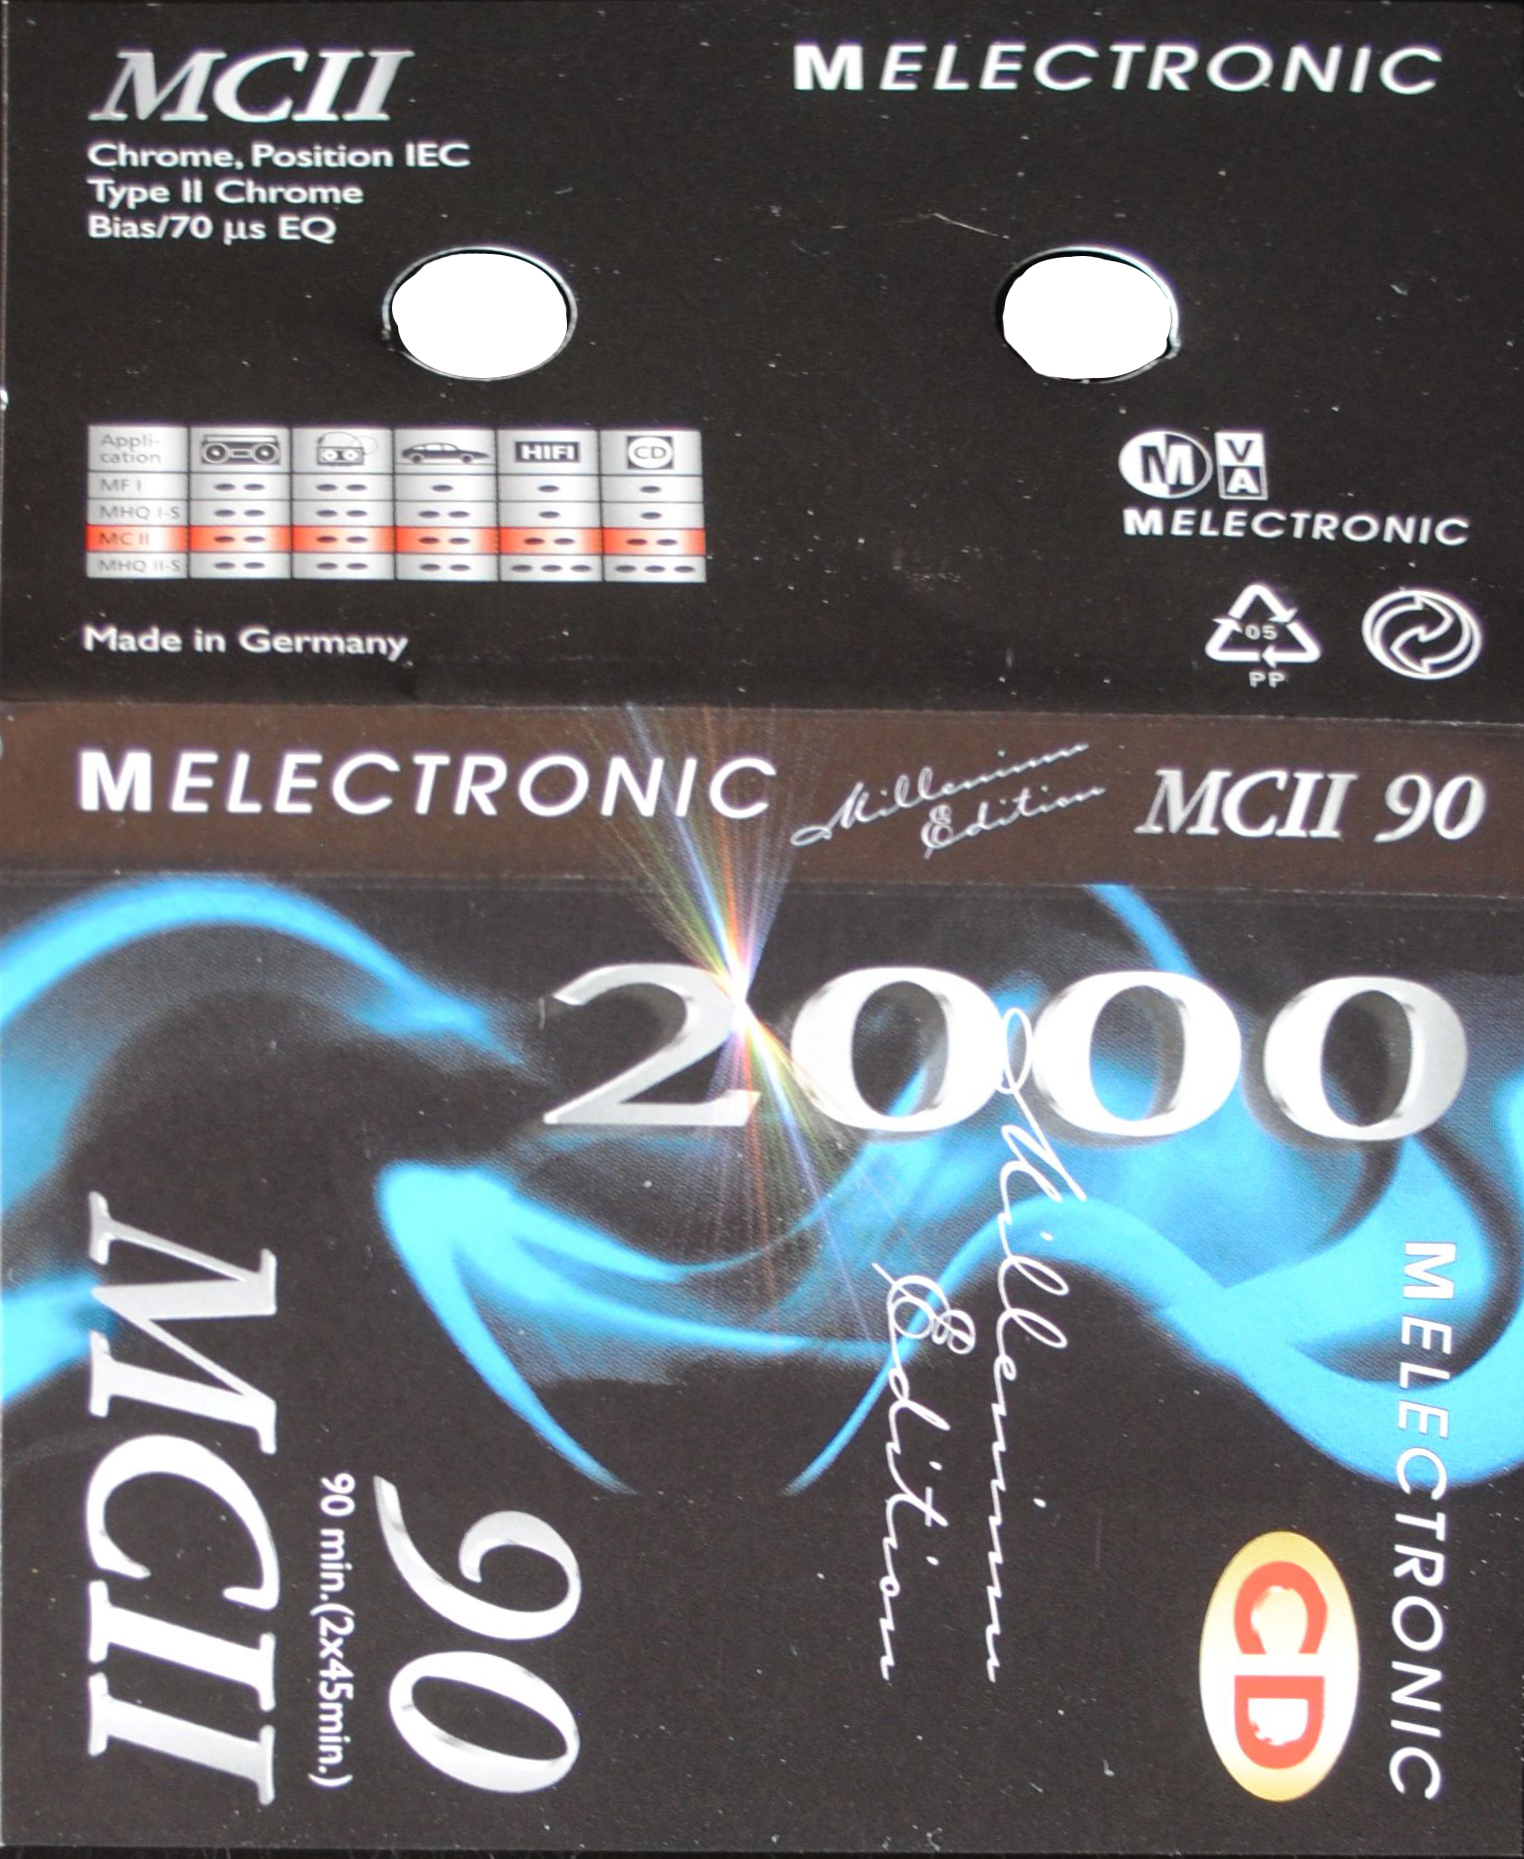 MCII
Chrome, Position IEC
Type II Chrome
Bias/70 µs EQ
MELECTRONIC
Appli-
cation
HIFI
CD
MF I
MHQ I-S
MC II
MHQ II-S
M
V
A
MELECTRONIC
Made in Germany
05
PP
MELECTRONIC
Millenium
Edition
MCII 90
2000
MELECTRONIC
CD
Millenium
Edition
90
90 min.(2x45min.)
MCII